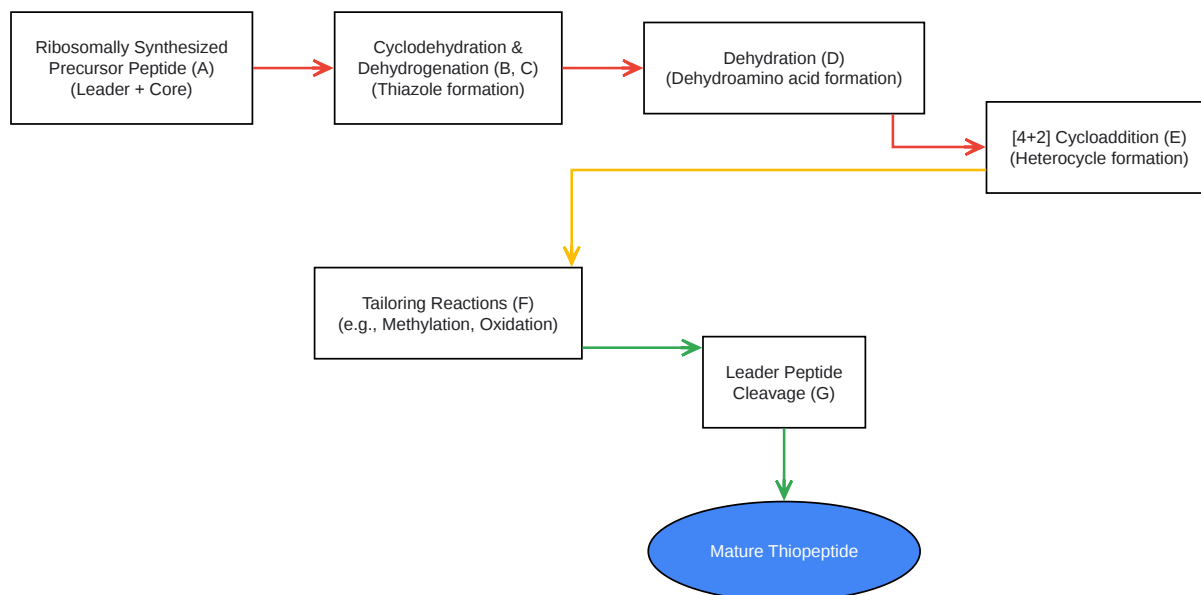 Ribosomally Synthesized
Precursor Peptide (A)
(Leader + Core)
Cyclodehydration &
Dehydrogenation (B, C)
(Thiazole formation)
Dehydration (D)
(Dehydroamino acid formation)
[4+2] Cycloaddition (E)
(Heterocycle formation)
Tailoring Reactions (F)
(e.g., Methylation, Oxidation)
Leader Peptide
Cleavage (G)
Mature Thiopeptide